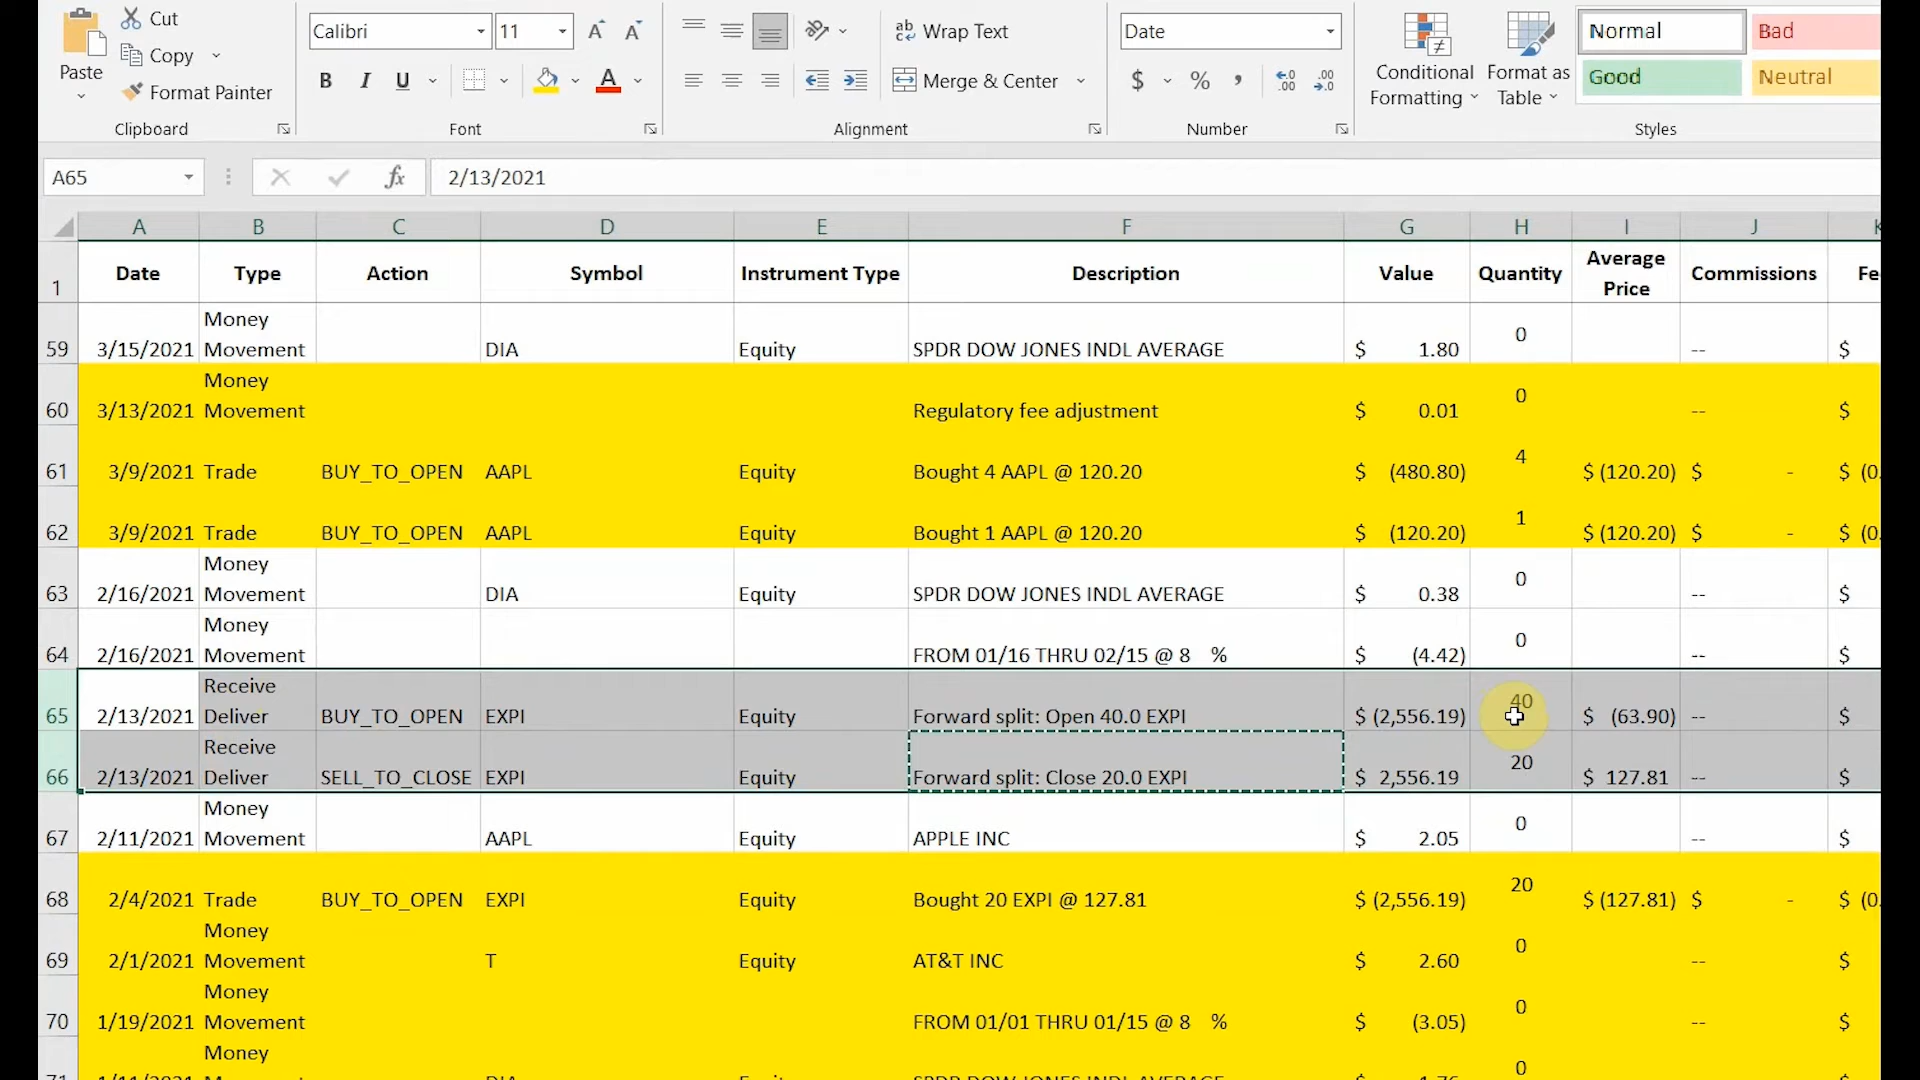 Cut
Calibri 11 Wrap Text Date Normal Bad
Copy
Paste
B I U Merge & Center $ % , Conditional Formatting Format as Table Good Neutral
Format Painter
Clipboard Font Alignment Number Styles
A65 fx 2/13/2021
A B C D E F G H I J
1 Date Type Action Symbol Instrument Type Description Value Quantity Average Price Commissions Fe
59 3/15/2021 Money Movement DIA Equity SPDR DOW JONES INDL AVERAGE $ 1.80 0 -- $
60 3/13/2021 Money Movement Regulatory fee adjustment $ 0.01 0 -- $
61 3/9/2021 Trade BUY_TO_OPEN AAPL Equity Bought 4 AAPL @ 120.20 $ (480.80) 4 $ (120.20) $ - $ (0.
62 3/9/2021 Trade BUY_TO_OPEN AAPL Equity Bought 1 AAPL @ 120.20 $ (120.20) 1 $ (120.20) $ - $ (0.
63 2/16/2021 Money Movement DIA Equity SPDR DOW JONES INDL AVERAGE $ 0.38 0 -- $
64 2/16/2021 Money Movement FROM 01/16 THRU 02/15 @ 8 % $ (4.42) 0 -- $
65 2/13/2021 Receive Deliver BUY_TO_OPEN EXPI Equity Forward split: Open 40.0 EXPI $ (2,556.19) 40 $ (63.90) -- $
66 2/13/2021 Receive Deliver SELL_TO_CLOSE EXPI Equity Forward split: Close 20.0 EXPI $ 2,556.19 20 $ 127.81 -- $
67 2/11/2021 Money Movement AAPL Equity APPLE INC $ 2.05 0 -- $
68 2/4/2021 Trade BUY_TO_OPEN EXPI Equity Bought 20 EXPI @ 127.81 $ (2,556.19) 20 $ (127.81) $ - $ (0.
69 2/1/2021 Money Movement T Equity AT&T INC $ 2.60 0 -- $
70 1/19/2021 Money Movement FROM 01/01 THRU 01/15 @ 8 % $ (3.05) 0 -- $
Money 0